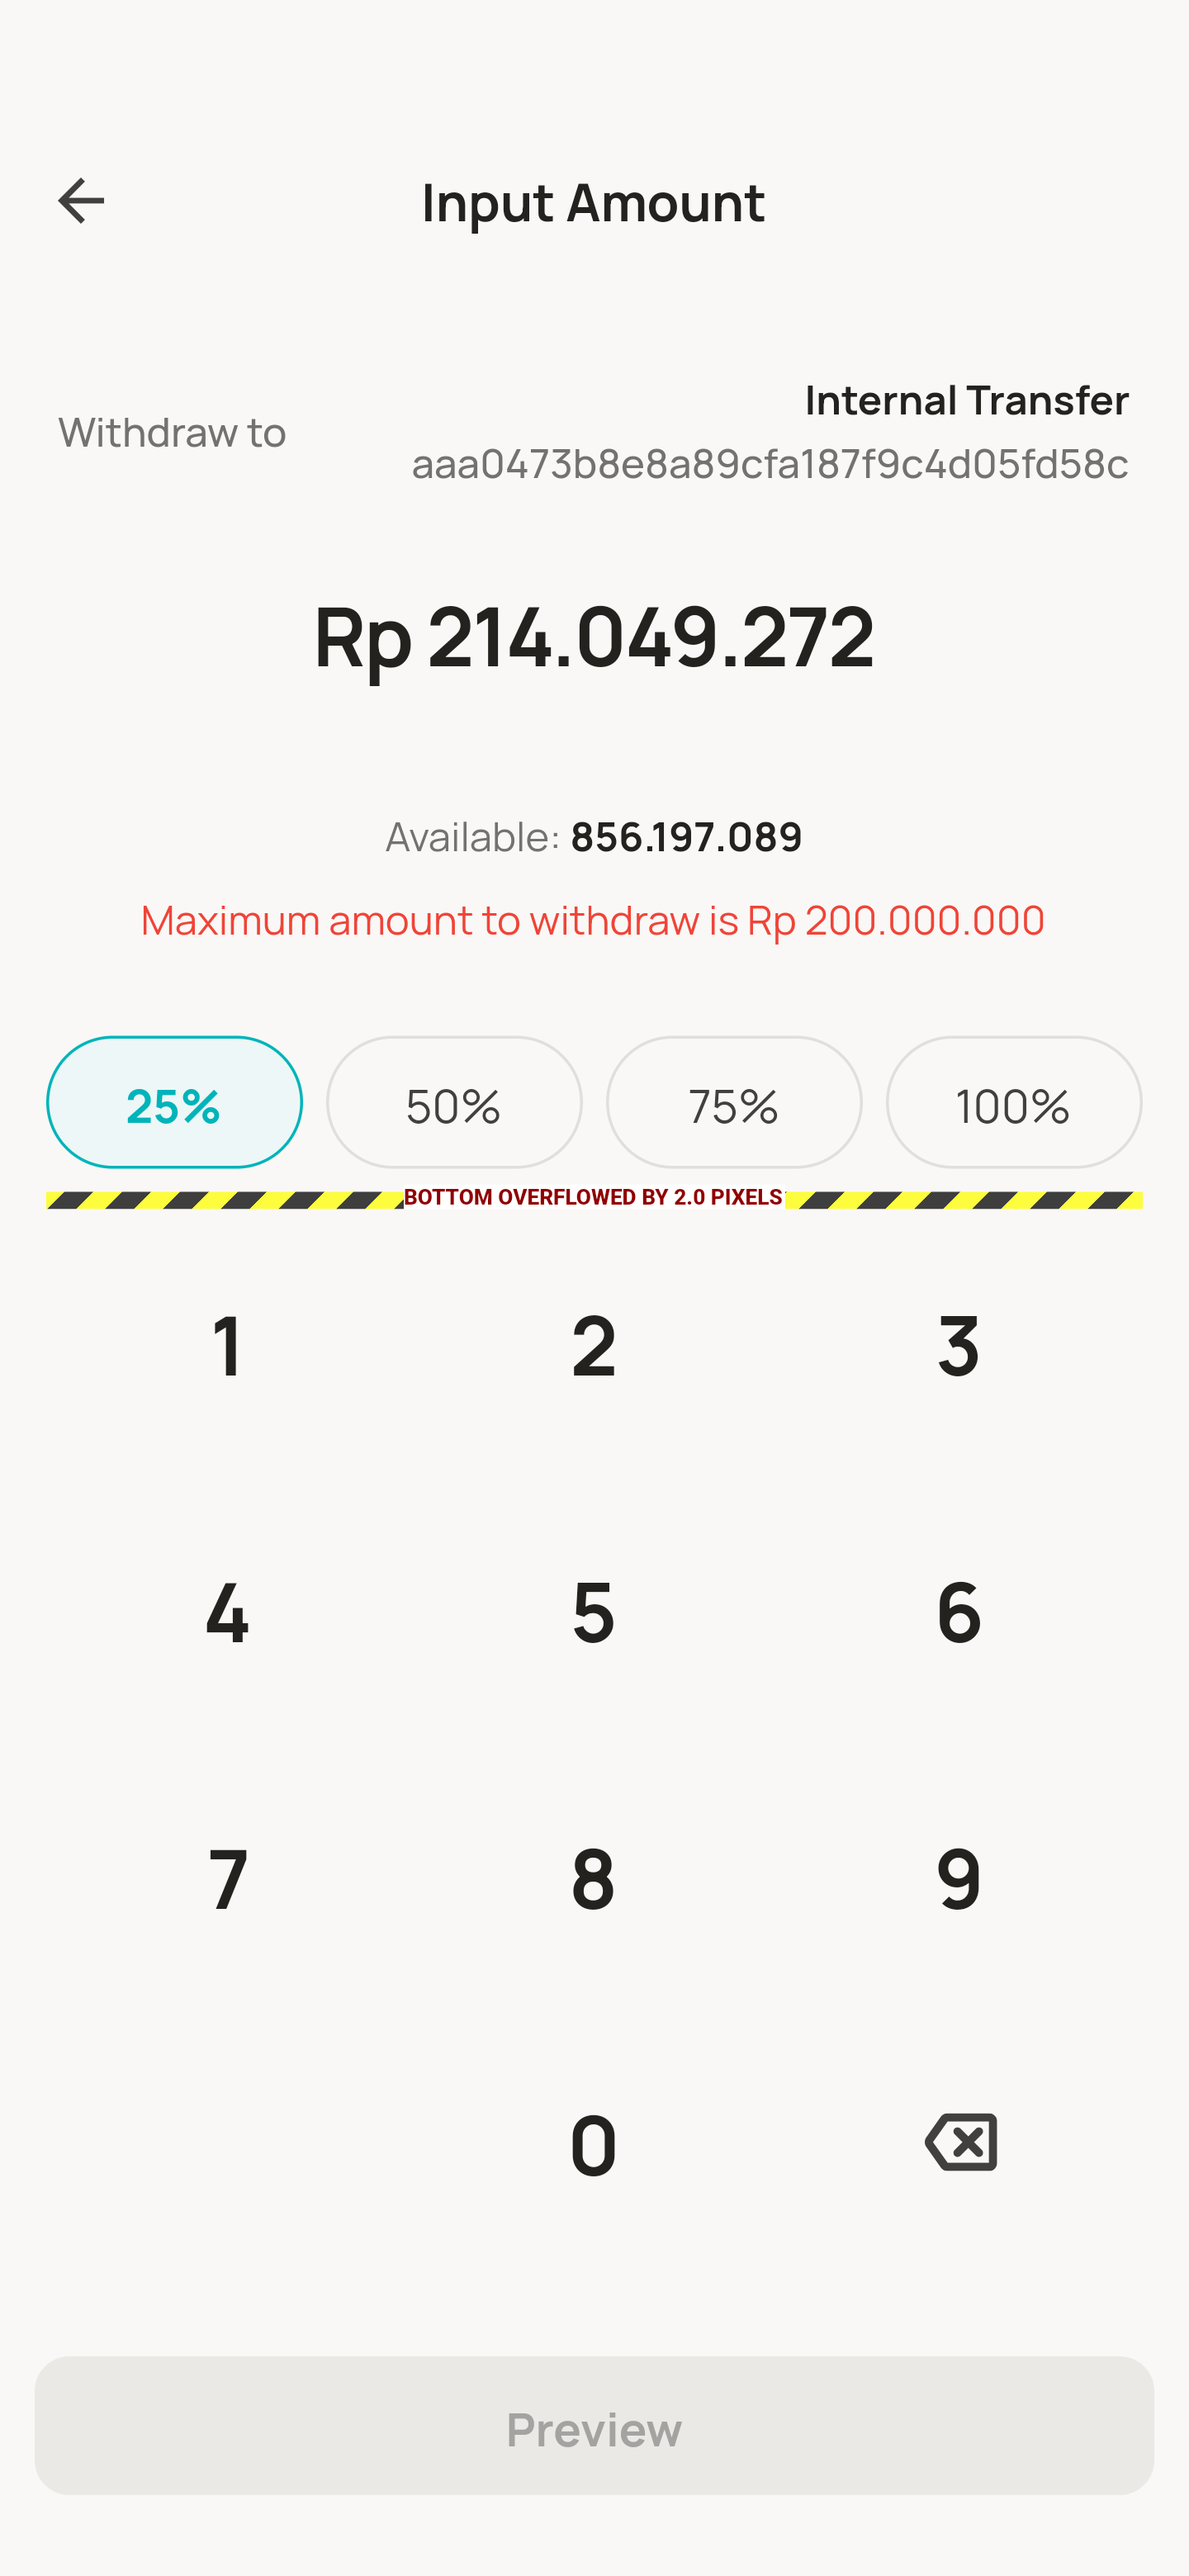 Input Amount
Internal Transfer
Withdraw to
aaa0473b8e8a89cfa187f9c4d05fd58c
Rp 214.049.272
Available: 856.197.089
Maximum amount to withdraw is Rp 200.000.000
25% 50% 75% 100%
BOTTOM OVERFLOWED BY 2.0 PIXELS
1 2 3
4 5 6
7 8 9
0
Preview